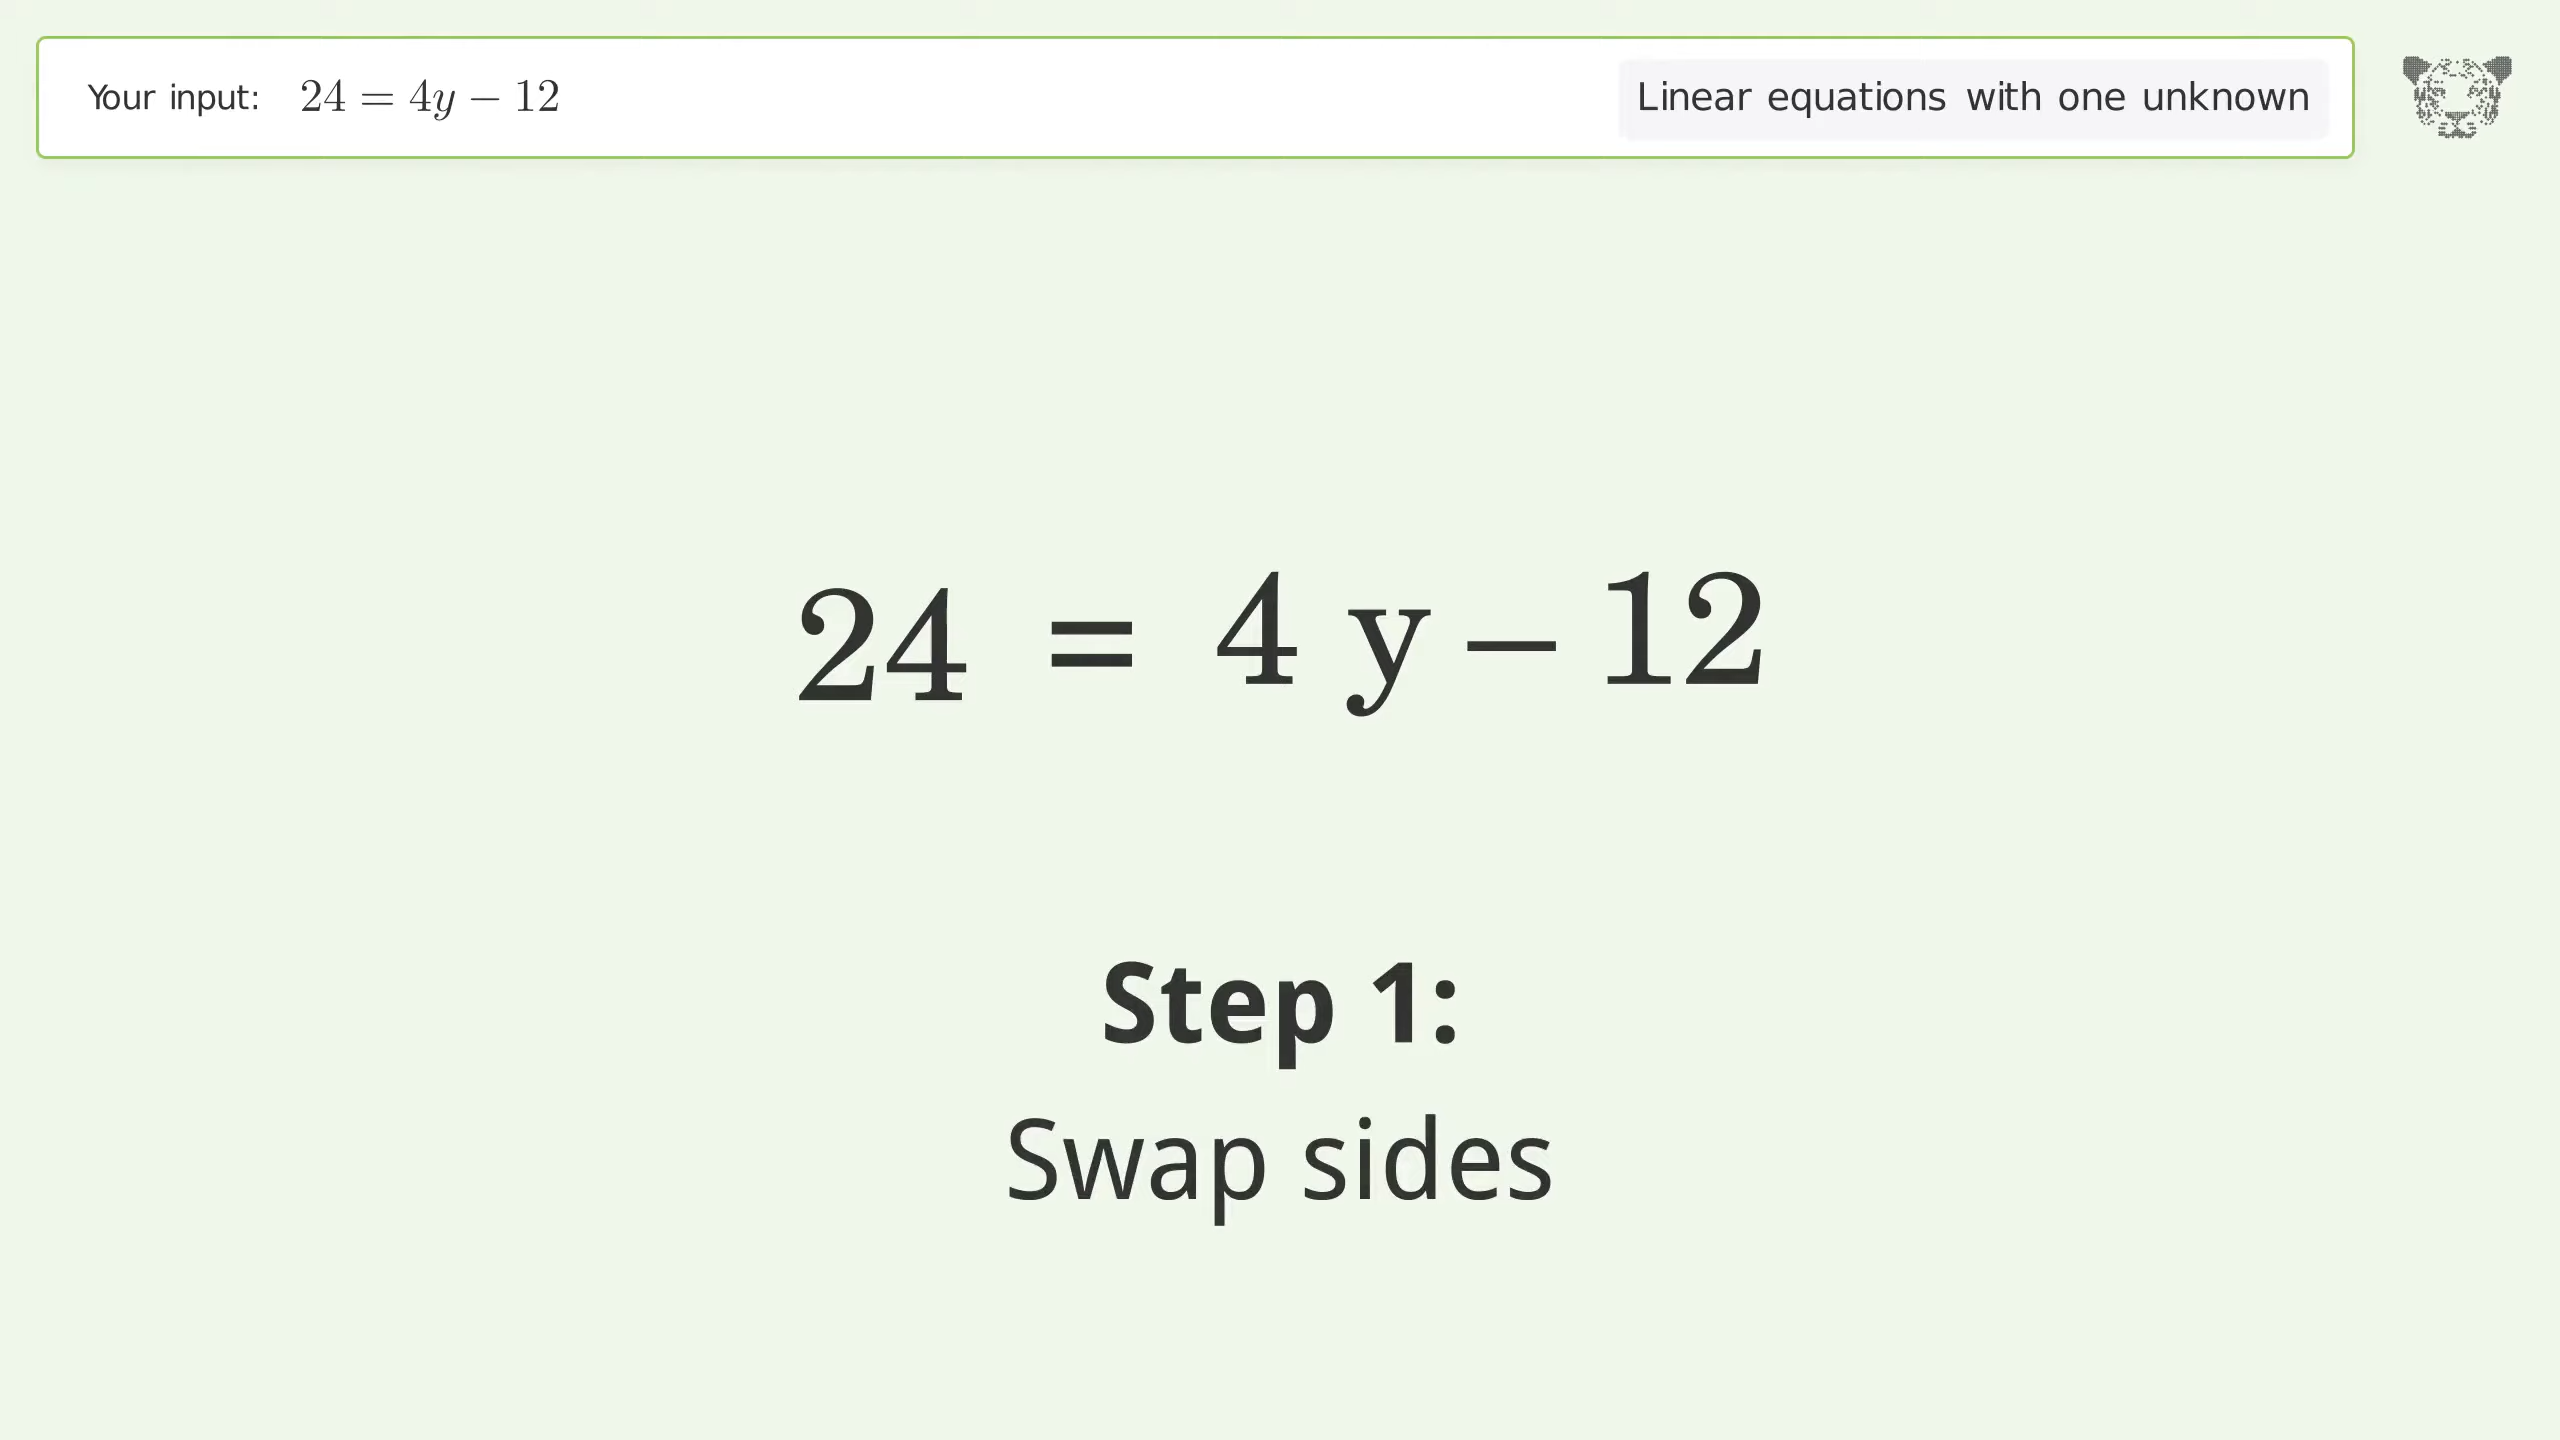 Your input: 24 = 4y − 12
Linear equations with one unknown
24 = 4 y − 12
Step 1:
Swap sides